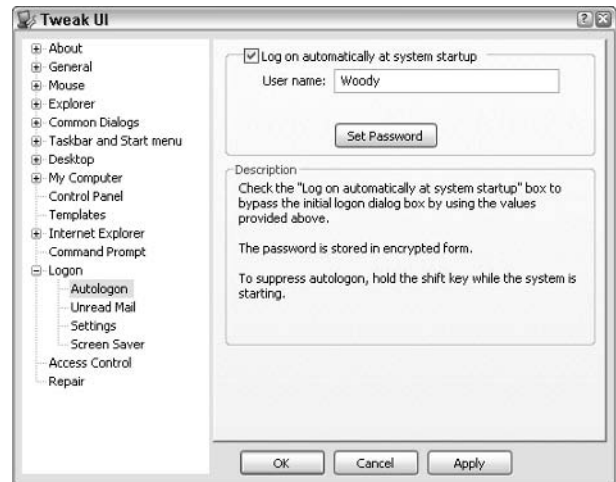 Tweak UI
About
General
Mouse
Explorer
Common Dialogs
Taskbar and Start menu
Desktop
My Computer
Control Panel
Templates
Internet Explorer
Command Prompt
Logon
Autologon
Unread Mail
Settings
Screen Saver
Access Control
Repair
Log on automatically at system startup
User name: Woody
Set Password
Description
Check the "Log on automatically at system startup" box to
bypass the initial logon dialog box by using the values
provided above.
The password is stored in encrypted form.
To suppress autologon, hold the shift key while the system is
starting.
OK Cancel Apply